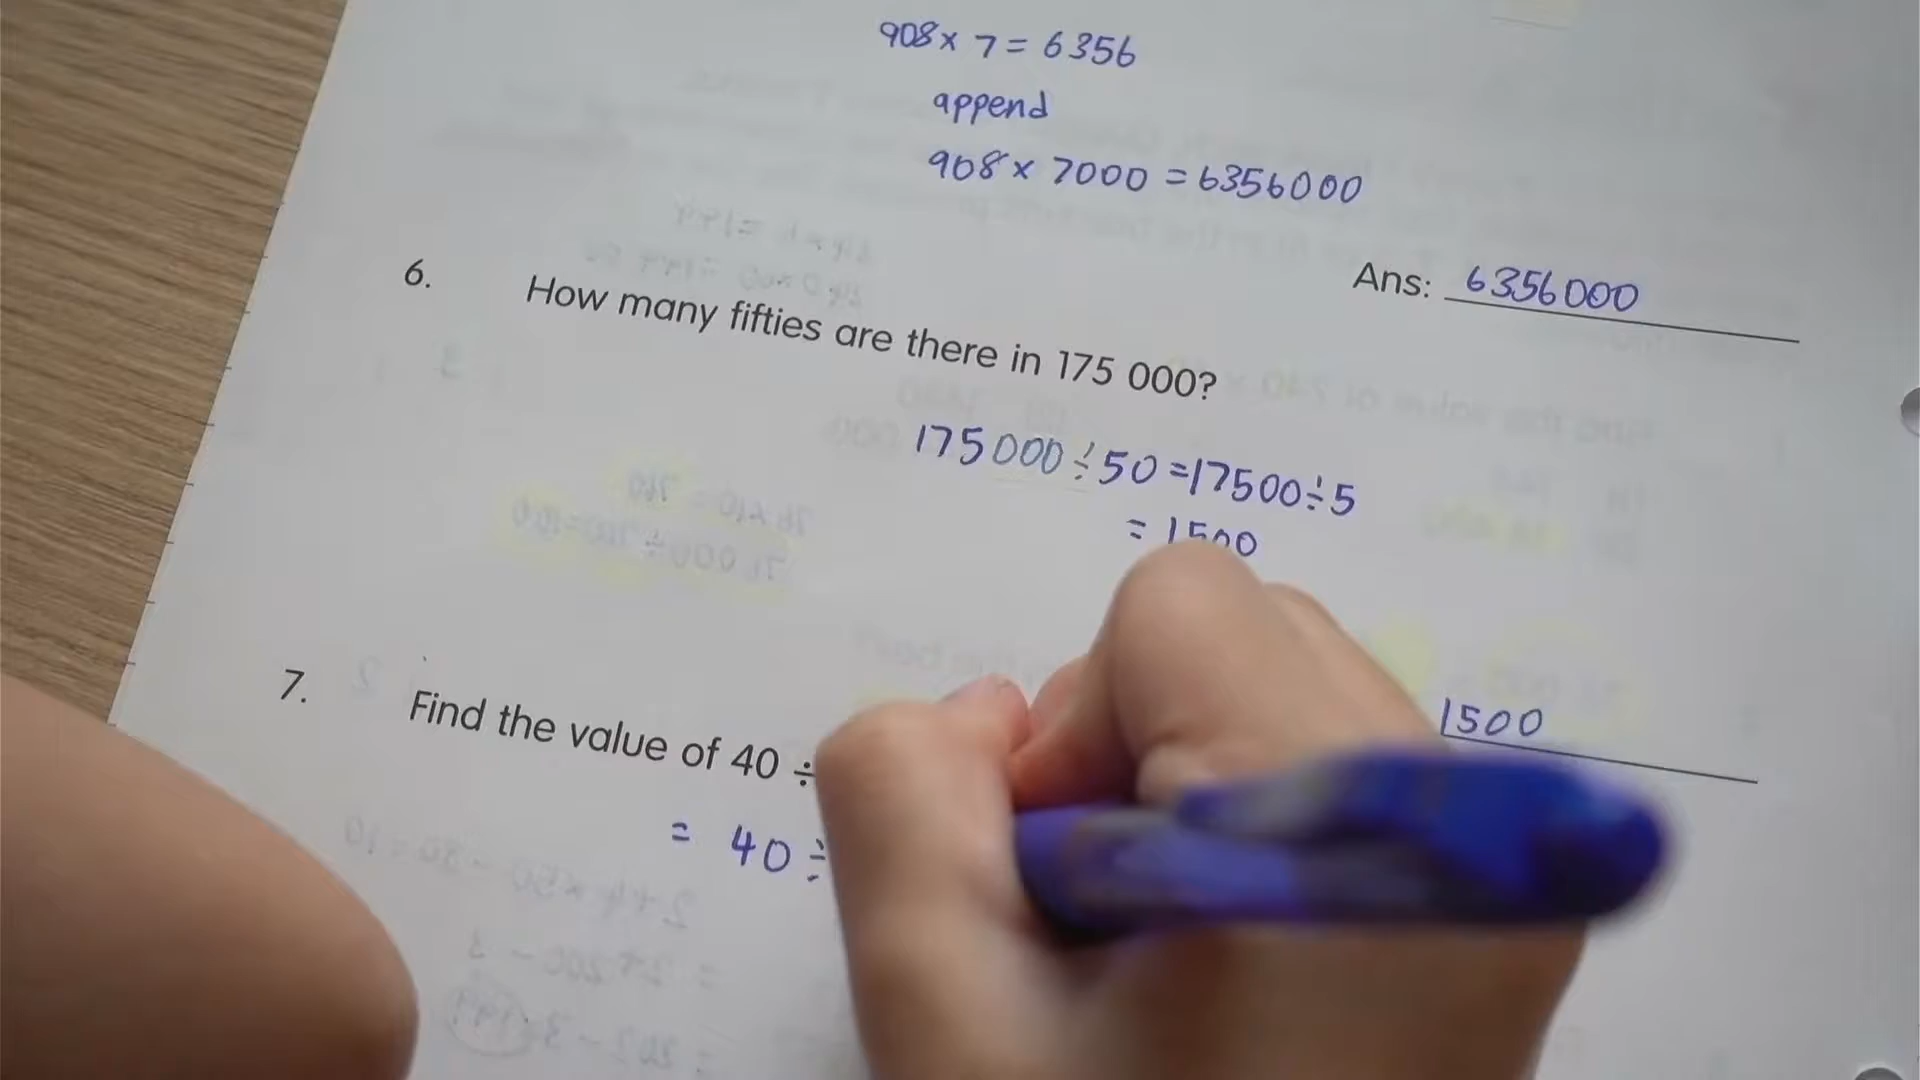 908 x 7 = 6356
append
908 x 7000 = 6356000
Ans: 6356000
6. How many fifties are there in 175 000?
175000 ÷ 50 = 17500 ÷ 5
= 1500
1500
7. Find the value of 40 ÷
= 40 ÷